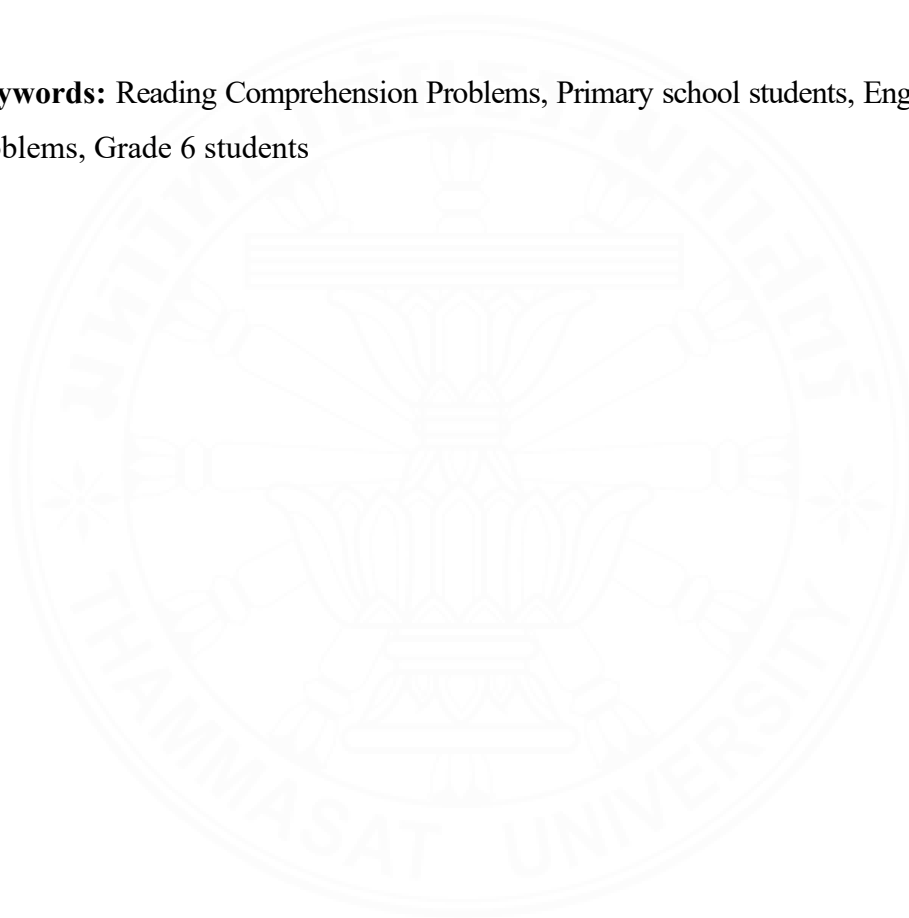 ywords: Reading Comprehension Problems, Primary school students, Eng
blems, Grade 6 students
THAMMASAT UNIVERSITY